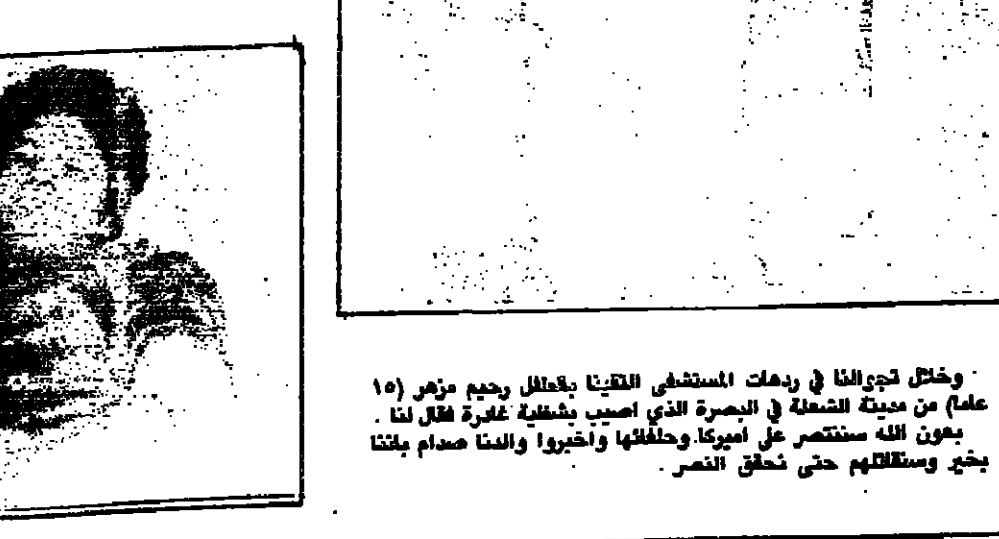 وخلال تجوالنا في ردهات المستشفى التقينا بالطفل رحيم مزهر (١٥
عاما) من مدينة الشعلة في البصرة الذي اصيب بشظية غادرة فقال لنا .
بعون الله سننتصر على اميركا وحلفائها واخبروا والدنا صدام باننا
بخير وسنقاتلهم حتى نحقق النصر .